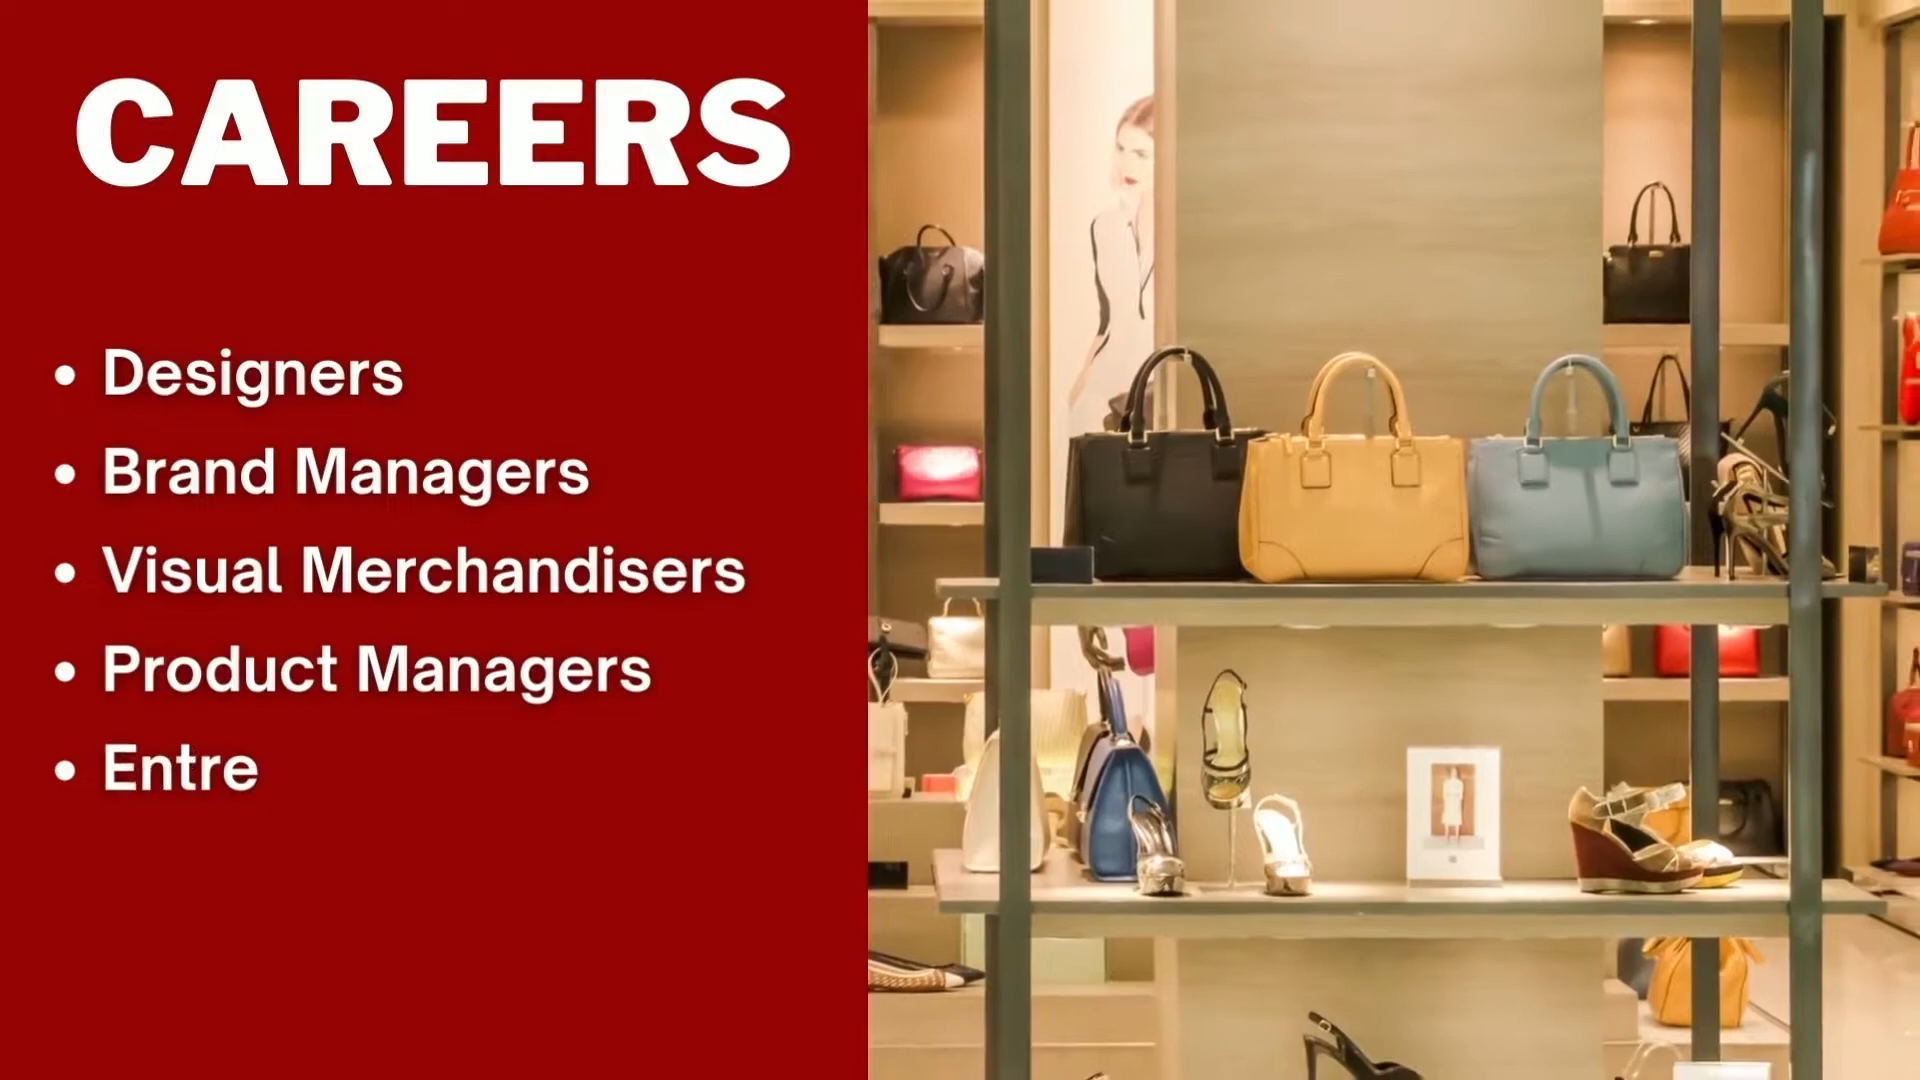 CAREERS
• Designers
• Brand Managers
• Visual Merchandisers
• Product Managers
• Entre